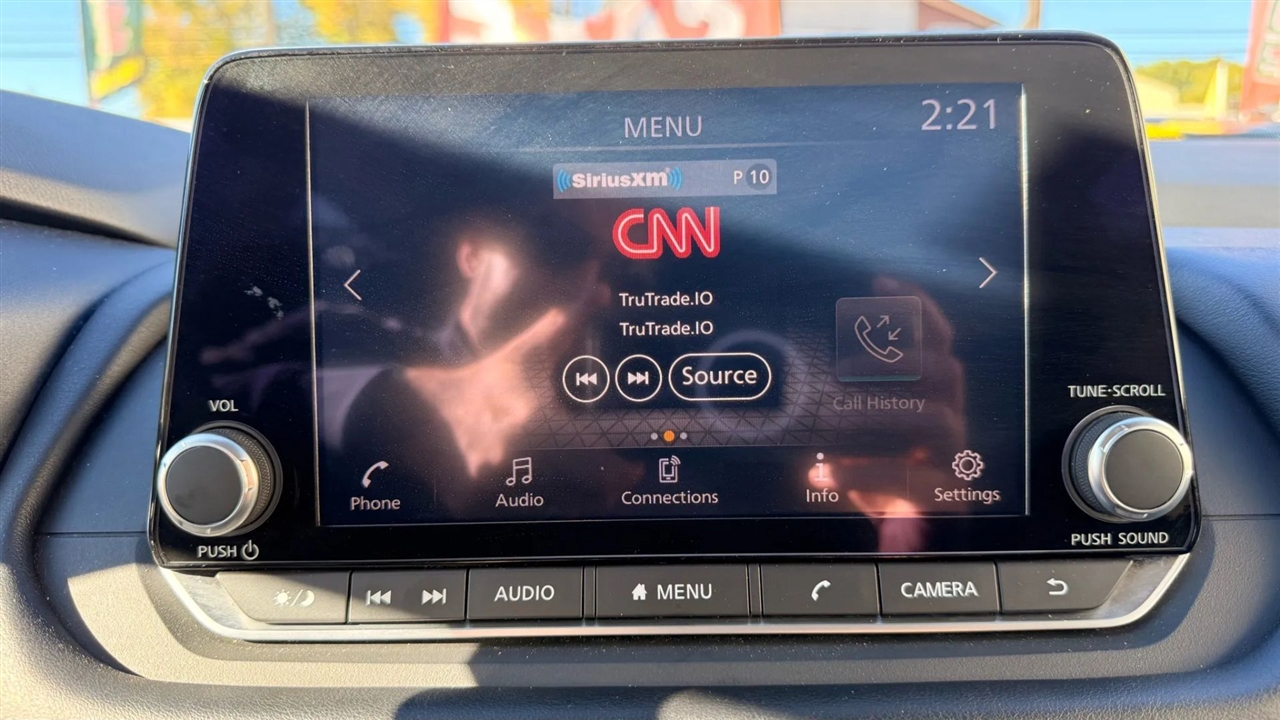 MENU
2:21
SiriusXM P 10
CNN
TruTrade.IO
TruTrade.IO
Source
Call History
Phone
Audio
Connections
Info
Settings
VOL
PUSH
TUNE·SCROLL
PUSH SOUND
AUDIO
MENU
CAMERA